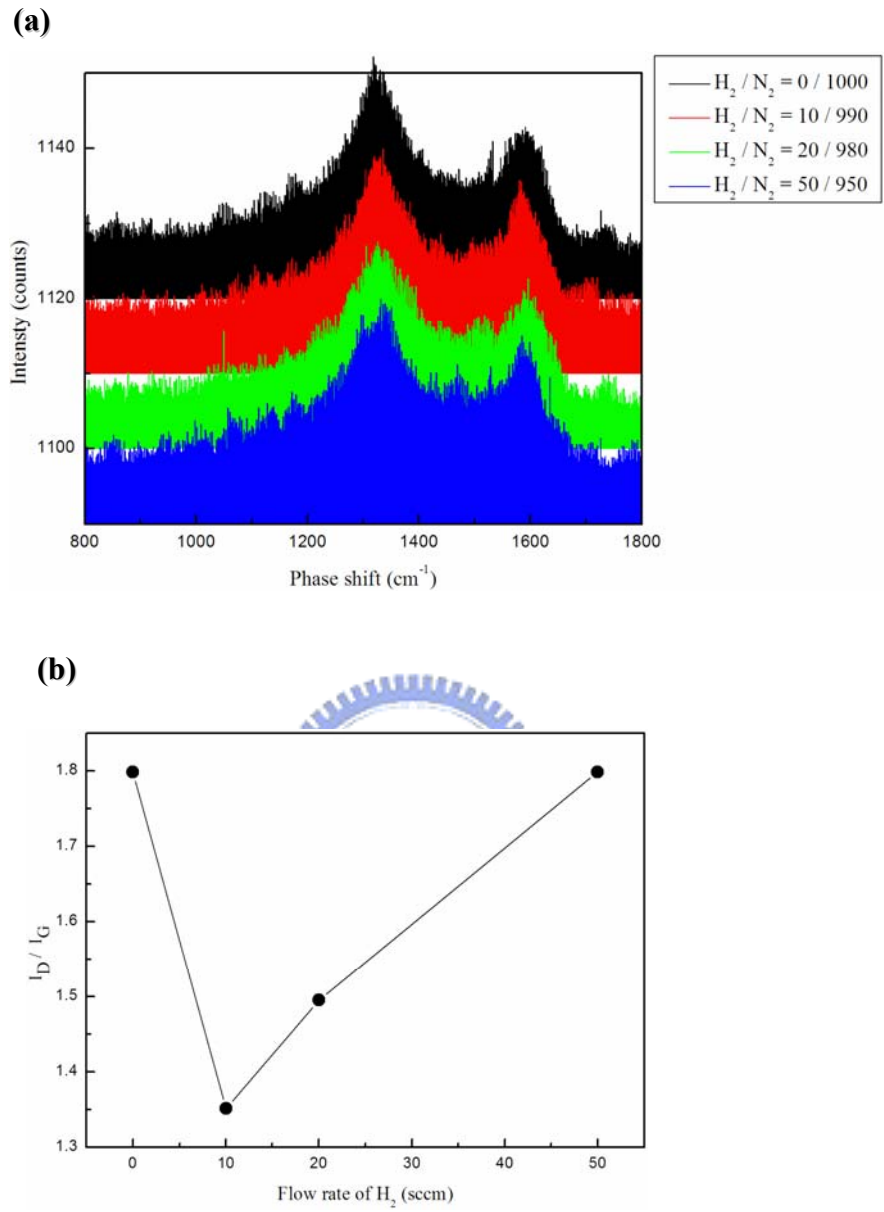 (a)
H2 / N2 = 0 / 1000
H2 / N2 = 10 / 990
H2 / N2 = 20 / 980
H2 / N2 = 50 / 950
1140
1120
1100
Intensty (counts)
800 1000 1200 1400 1600 1800
Phase shift (cm-1)
(b)
1.8
1.7
1.6
1.5
1.4
1.3
ID / IG
0 10 20 30 40 50
Flow rate of H2 (sccm)